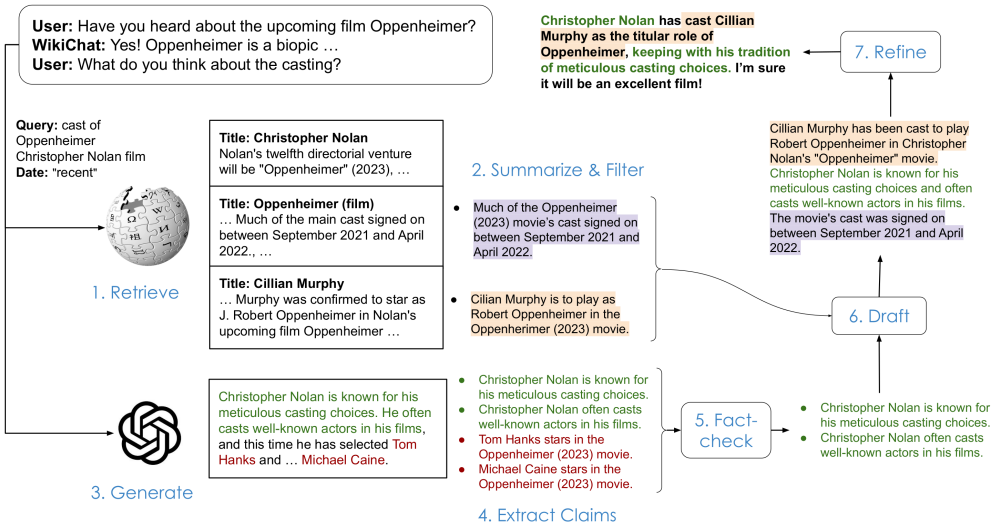 User: Have you heard about the upcoming film Oppenheimer?
WikiChat: Yes! Oppenheimer is a biopic …
User: What do you think about the casting?
Query: cast of
Oppenheimer
Christopher Nolan film
Date: "recent"
1. Retrieve
Title: Christopher Nolan
Nolan's twelfth directorial venture
will be "Oppenheimer" (2023), …
Title: Oppenheimer (film)
… Much of the main cast signed on
between September 2021 and April
2022., …
Title: Cillian Murphy
… Murphy was confirmed to star as
J. Robert Oppenheimer in Nolan's
upcoming film Oppenheimer …
2. Summarize & Filter
● Much of the Oppenheimer
(2023) movie's cast signed on
between September 2021 and
April 2022.
● Cilian Murphy is to play as
Robert Oppenheimer in the
Oppenherimer (2023) movie.
3. Generate
Christopher Nolan is known for his
meticulous casting choices. He often
casts well-known actors in his films,
and this time he has selected Tom
Hanks and … Michael Caine.
● Christopher Nolan is known for
his meticulous casting choices.
● Christopher Nolan often casts
well-known actors in his films.
● Tom Hanks stars in the
Oppenheimer (2023) movie.
● Michael Caine stars in the
Oppenheimer (2023) movie.
4. Extract Claims
5. Fact-
check
● Christopher Nolan is known for
his meticulous casting choices.
● Christopher Nolan often casts
well-known actors in his films.
6. Draft
Cillian Murphy has been cast to play
Robert Oppenheimer in Christopher
Nolan's "Oppenheimer" movie.
Christopher Nolan is known for his
meticulous casting choices and often
casts well-known actors in his films.
The movie's cast was signed on
between September 2021 and April
2022.
7. Refine
Christopher Nolan has cast Cillian
Murphy as the titular role of
Oppenheimer, keeping with his tradition
of meticulous casting choices. I'm sure
it will be an excellent film!